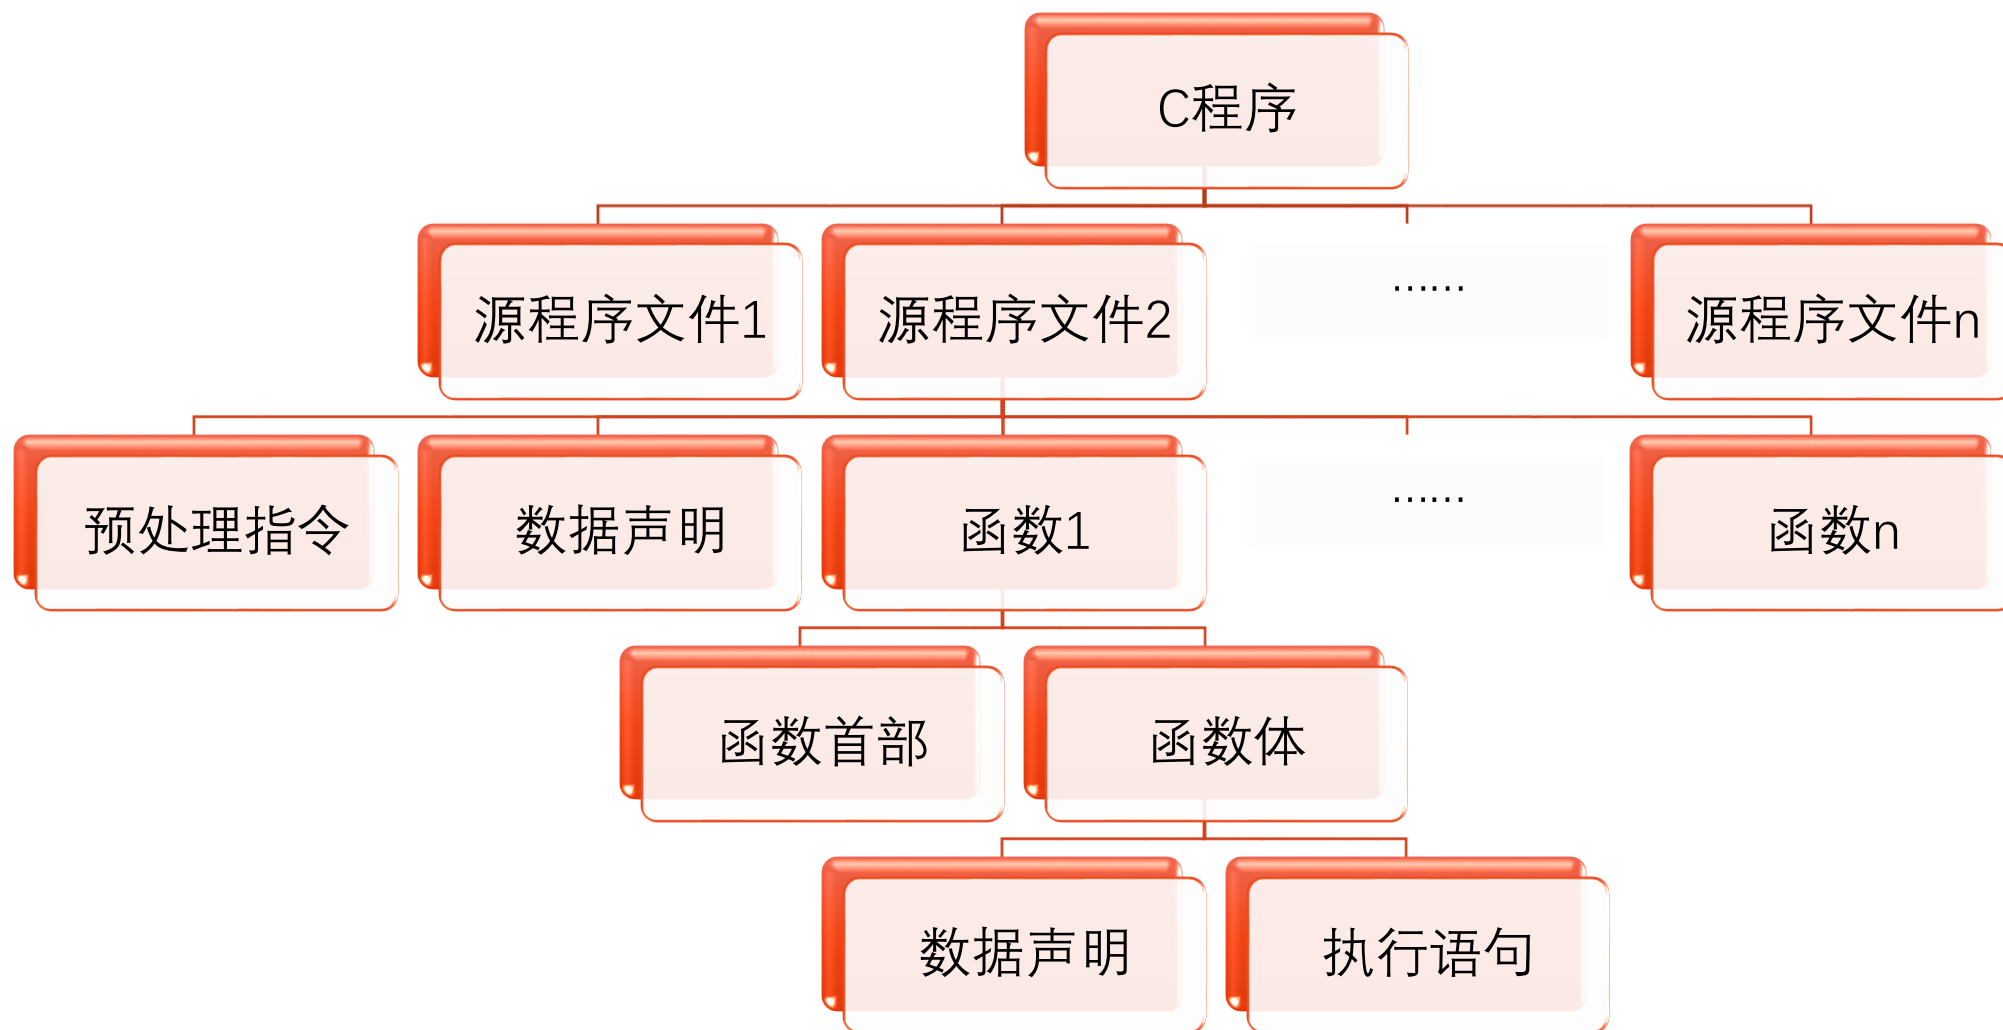 C程序
源程序文件1
源程序文件2
……
源程序文件n
预处理指令
数据声明
函数1
……
函数n
函数首部
函数体
数据声明
执行语句